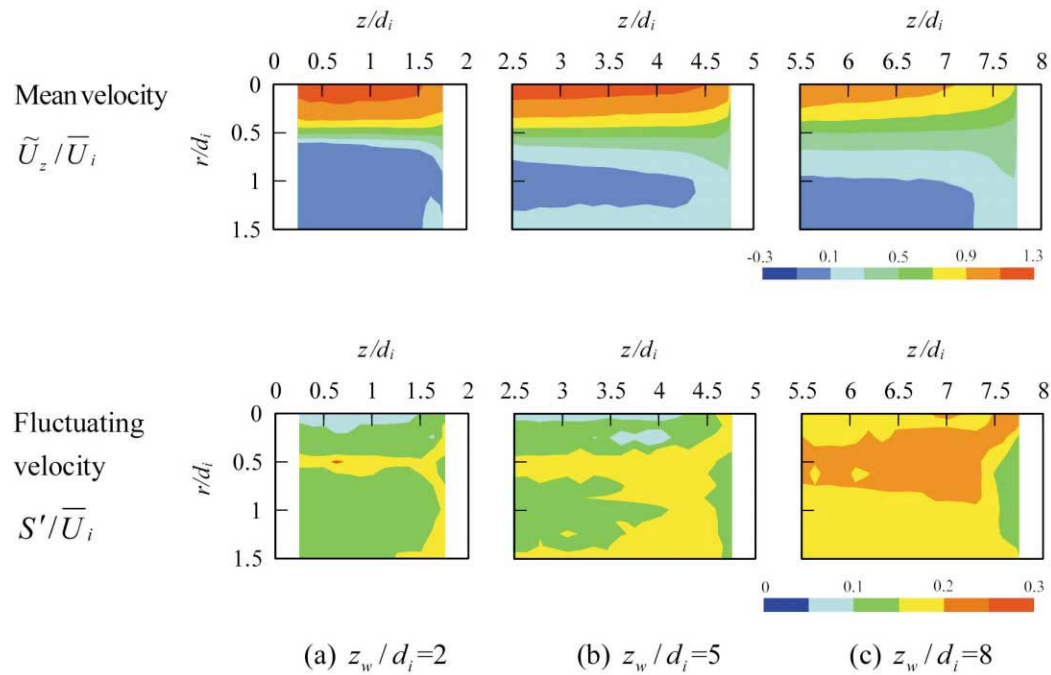 z/d_i z/d_i z/d_i
0 0.5 1 1.5 2 2.5 3 3.5 4 4.5 5 5.5 6 6.5 7 7.5 8
Mean velocity
Ũ_z/U̅_i
r/d_i
0
0.5
1
1.5
-0.3 0.1 0.5 0.9 1.3
z/d_i z/d_i z/d_i
0 0.5 1 1.5 2 2.5 3 3.5 4 4.5 5 5.5 6 6.5 7 7.5 8
Fluctuating
velocity
S′/U̅_i
r/d_i
0
0.5
1
1.5
0 0.1 0.2 0.3
(a) z_w/d_i=2 (b) z_w/d_i=5 (c) z_w/d_i=8